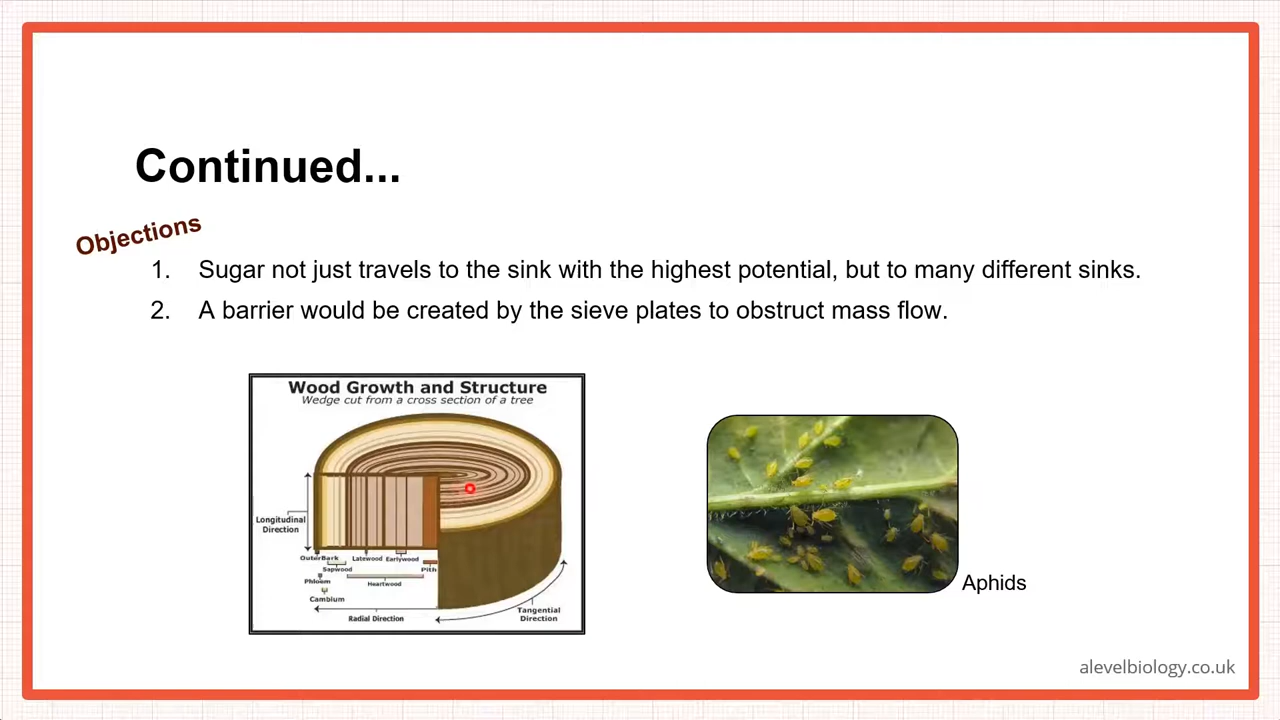 Continued...
Objections
1. Sugar not just travels to the sink with the highest potential, but to many different sinks.
2. A barrier would be created by the sieve plates to obstruct mass flow.
Wood Growth and Structure
Wedge cut from a cross section of a tree
Longitudinal
Direction
OuterBark
Latewood
Earlywood
Sapwood
Pith
Phloem
Heartwood
Cambium
Radial Direction
Tangential
Direction
Aphids
alevelbiology.co.uk